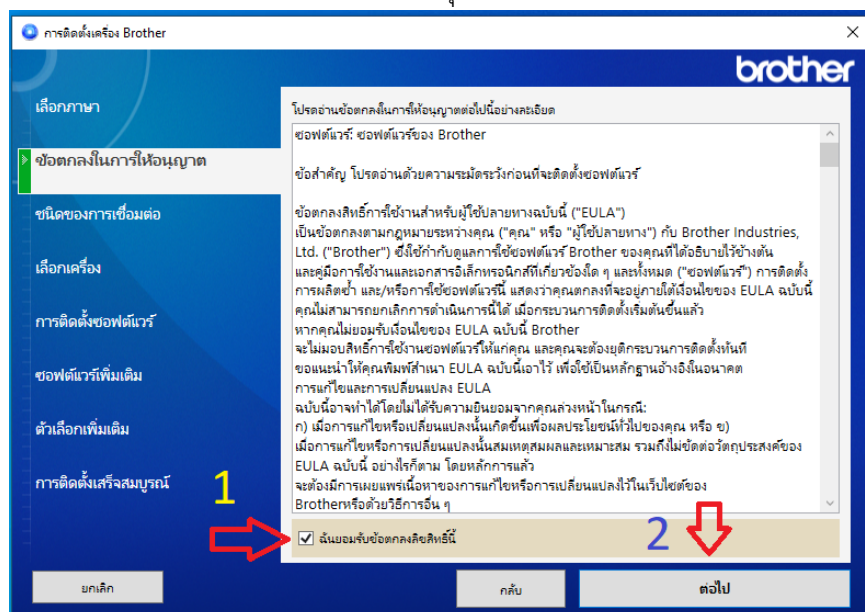 การติดตั้งเครื่อง Brother
brother
เลือกภาษา
ข้อตกลงในการให้อนุญาต
ชนิดของการเชื่อมต่อ
เลือกเครื่อง
การติดตั้งซอฟต์แวร์
ซอฟต์แวร์เพิ่มเติม
ตัวเลือกเพิ่มเติม
การติดตั้งเสร็จสมบูรณ์
โปรดอ่านข้อตกลงในการให้อนุญาตต่อไปนี้อย่างละเอียด
ซอฟต์แวร์: ซอฟต์แวร์ของ Brother
ข้อสำคัญ โปรดอ่านด้วยความระมัดระวังก่อนที่จะติดตั้งซอฟต์แวร์
ข้อตกลงสิทธิ์การใช้งานสำหรับผู้ใช้ปลายทางฉบับนี้ ("EULA")
เป็นข้อตกลงตามกฎหมายระหว่างคุณ ("คุณ" หรือ "ผู้ใช้ปลายทาง") กับ Brother Industries,
Ltd. ("Brother") ซึ่งใช้กำกับดูแลการใช้ซอฟต์แวร์ Brother ของคุณที่ได้อธิบายไว้ข้างต้น
และคู่มือการใช้งานและเอกสารอิเล็กทรอนิกส์ที่เกี่ยวข้องใด ๆ และทั้งหมด ("ซอฟต์แวร์") การติดตั้ง
การผลิตซ้ำ และ/หรือการใช้ซอฟต์แวร์นี้ แสดงว่าคุณตกลงที่จะอยู่ภายใต้เงื่อนไขของ EULA ฉบับนี้
คุณไม่สามารถยกเลิกการดำเนินการนี้ได้ เมื่อกระบวนการติดตั้งเริ่มต้นขึ้นแล้ว
หากคุณไม่ยอมรับเงื่อนไขของ EULA ฉบับนี้ Brother
จะไม่มอบสิทธิ์การใช้งานซอฟต์แวร์ให้แก่คุณ และคุณจะต้องยุติกระบวนการติดตั้งทันที
ขอแนะนำให้คุณพิมพ์สำเนา EULA ฉบับนี้เอาไว้ เพื่อใช้เป็นหลักฐานอ้างอิงในอนาคต
การแก้ไขและการเปลี่ยนแปลง EULA
ฉบับนี้อาจทำได้โดยไม่ได้รับความยินยอมจากคุณล่วงหน้าในกรณี:
ก) เมื่อการแก้ไขหรือเปลี่ยนแปลงนั้นเกิดขึ้นเพื่อผลประโยชน์ทั่วไปของคุณ หรือ ข)
เมื่อการแก้ไขหรือการเปลี่ยนแปลงนั้นสมเหตุสมผลและเหมาะสม รวมถึงไม่ขัดต่อวัตถุประสงค์ของ
EULA ฉบับนี้ อย่างไรก็ตาม โดยหลักการแล้ว
จะต้องมีการเผยแพร่เนื้อหาของการแก้ไขหรือการเปลี่ยนแปลงไว้ในเว็บไซต์ของ
Brotherหรือด้วยวิธีการอื่น ๆ
1
ฉันยอมรับข้อตกลงลิขสิทธิ์นี้
2
ยกเลิก
กลับ
ต่อไป